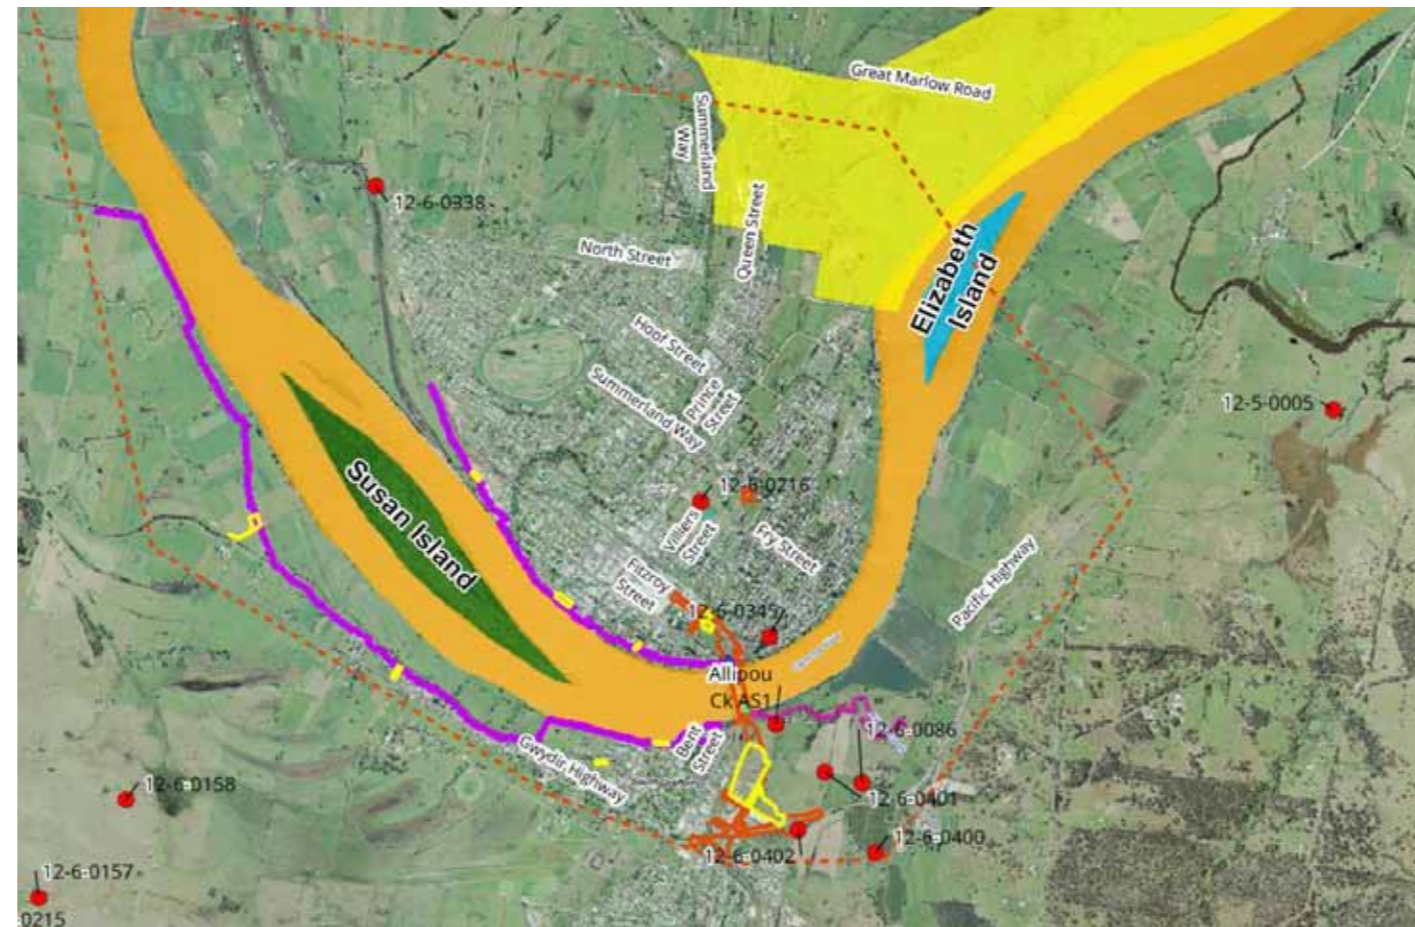 Great Marlow Road
Summerland
Way
12-6-0338
Queen Street
North Street
Elizabeth
Island
Hoof Street
Summerland Way
Prince
Street
12-5-0005
Susan Island
12-6-0216
Villiers
Street
Fry Street
Fitzroy
Street
Pacific Highway
12-6-0345
Allipou
Ck AS1
12-6-0086
Bent
Street
Gwydir Highway
12-6-0158
12-6-0401
12-6-0400
12-6-0402
12-6-0157
0215